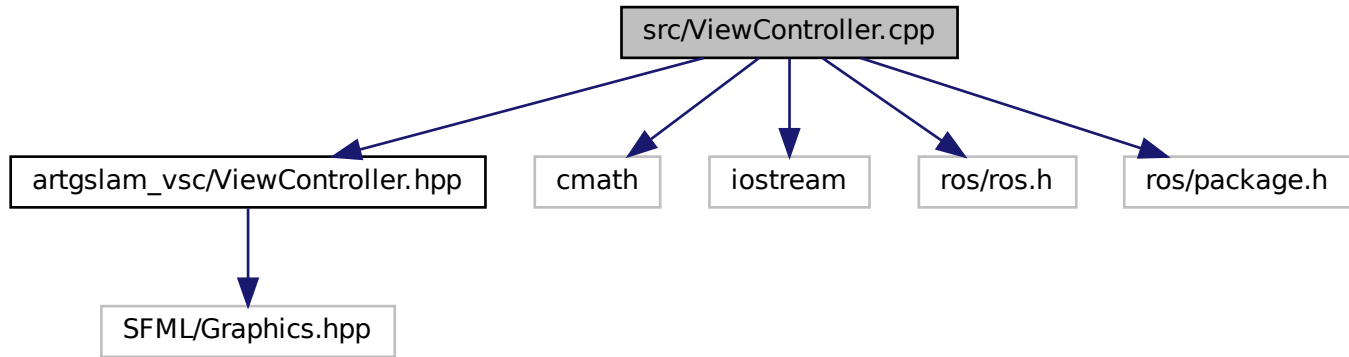 src/ViewController.cpp
artgslam_vsc/ViewController.hpp
cmath
iostream
ros/ros.h
ros/package.h
SFML/Graphics.hpp